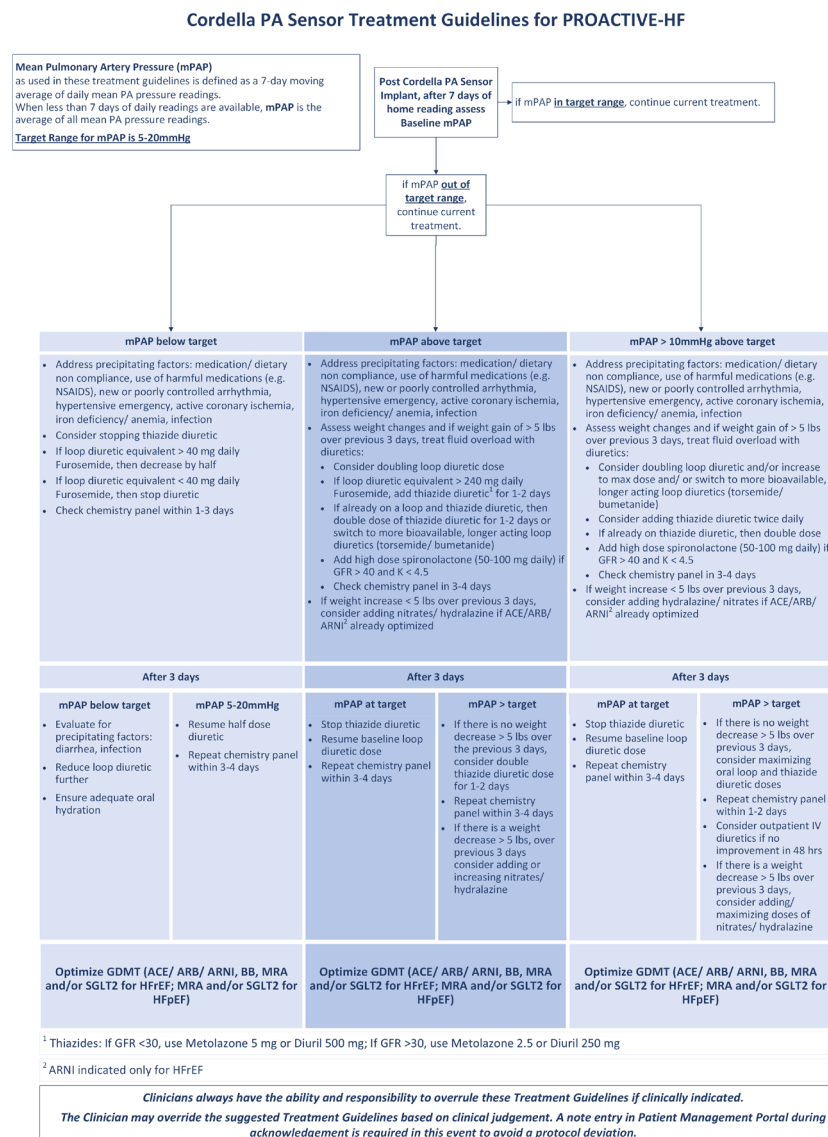 Cordella PA Sensor Treatment Guidelines for PROACTIVE-HF
Mean Pulmonary Artery Pressure (mPAP)
as used in these treatment guidelines is defined as a 7-day moving
average of daily mean PA pressure readings.
When less than 7 days of daily readings are available, mPAP is the
average of all mean PA pressure readings.
Target Range for mPAP is 5-20mmHg
Post Cordella PA Sensor
Implant, after 7 days of
home reading assess
Baseline mPAP
if mPAP in target range, continue current treatment.
if mPAP out of
target range,
continue current
treatment.
mPAP below target
• Address precipitating factors: medication/ dietary
non compliance, use of harmful medications (e.g.
NSAIDS), new or poorly controlled arrhythmia,
hypertensive emergency, active coronary ischemia,
iron deficiency/ anemia, infection
• Consider stopping thiazide diuretic
• If loop diuretic equivalent > 40 mg daily
Furosemide, then decrease by half
• If loop diuretic equivalent < 40 mg daily
Furosemide, then stop diuretic
• Check chemistry panel within 1-3 days
mPAP above target
• Address precipitating factors: medication/ dietary
non compliance, use of harmful medications (e.g.
NSAIDS), new or poorly controlled arrhythmia,
hypertensive emergency, active coronary ischemia,
iron deficiency/ anemia, infection
• Assess weight changes and if weight gain of > 5 lbs
over previous 3 days, treat fluid overload with
diuretics:
• Consider doubling loop diuretic dose
• If loop diuretic equivalent > 240 mg daily
Furosemide, add thiazide diuretic1 for 1-2 days
• If already on a loop and thiazide diuretic, then
double dose of thiazide diuretic for 1-2 days or
switch to more bioavailable, longer acting loop
diuretics (torsemide/ bumetanide)
• Add high dose spironolactone (50-100 mg daily) if
GFR > 40 and K < 4.5
• Check chemistry panel in 3-4 days
• If weight increase < 5 lbs over previous 3 days,
consider adding nitrates/ hydralazine if ACE/ARB/
ARNI2 already optimized
mPAP > 10mmHg above target
• Address precipitating factors: medication/ dietary
non compliance, use of harmful medications (e.g.
NSAIDS), new or poorly controlled arrhythmia,
hypertensive emergency, active coronary ischemia,
iron deficiency/ anemia, infection
• Assess weight changes and if weight gain of > 5 lbs
over previous 3 days, treat fluid overload with
diuretics:
• Consider doubling loop diuretic and/or increase
to max dose and/ or switch to more bioavailable,
longer acting loop diuretics (torsemide/
bumetanide)
• Consider adding thiazide diuretic twice daily
• If already on thiazide diuretic, then double dose
• Add high dose spironolactone (50-100 mg daily) if
GFR > 40 and K < 4.5
• Check chemistry panel in 3-4 days
• If weight increase < 5 lbs over previous 3 days,
consider adding hydralazine/ nitrates if ACE/ARB/
ARNI2 already optimized
After 3 days
After 3 days
After 3 days
mPAP below target
• Evaluate for
precipitating factors:
diarrhea, infection
• Reduce loop diuretic
further
• Ensure adequate oral
hydration
mPAP 5-20mmHg
• Resume half dose
diuretic
• Repeat chemistry panel
within 3-4 days
mPAP at target
• Stop thiazide diuretic
• Resume baseline loop
diuretic dose
• Repeat chemistry panel
within 3-4 days
mPAP > target
• If there is no weight
decrease > 5 lbs over
the previous 3 days,
consider double
thiazide diuretic dose
for 1-2 days
• Repeat chemistry
panel within 3-4 days
• If there is a weight
decrease > 5 lbs, over
previous 3 days
consider adding or
increasing nitrates/
hydralazine
mPAP at target
• Stop thiazide diuretic
• Resume baseline loop
diuretic dose
• Repeat chemistry
panel within 3-4 days
mPAP > target
• If there is no weight
decrease > 5 lbs over
previous 3 days,
consider maximizing
oral loop and thiazide
diuretic doses
• Repeat chemistry panel
within 1-2 days
• Consider outpatient IV
diuretics if no
improvement in 48 hrs
• If there is a weight
decrease > 5 lbs over
previous 3 days,
consider adding/
maximizing doses of
nitrates/ hydralazine
Optimize GDMT (ACE/ ARB/ ARNI, BB, MRA
and/or SGLT2 for HFrEF; MRA and/or SGLT2 for
HFpEF)
Optimize GDMT (ACE/ ARB/ ARNI, BB, MRA
and/or SGLT2 for HFrEF; MRA and/or SGLT2 for
HFpEF)
Optimize GDMT (ACE/ ARB/ ARNI, BB, MRA
and/or SGLT2 for HFrEF; MRA and/or SGLT2 for
HFpEF)
1 Thiazides: If GFR <30, use Metolazone 5 mg or Diuril 500 mg; If GFR >30, use Metolazone 2.5 or Diuril 250 mg
2 ARNI indicated only for HFrEF
Clinicians always have the ability and responsibility to overrule these Treatment Guidelines if clinically indicated.
The Clinician may override the suggested Treatment Guidelines based on clinical judgement. A note entry in Patient Management Portal during
acknowledgement is required in this event to avoid a protocol deviation.